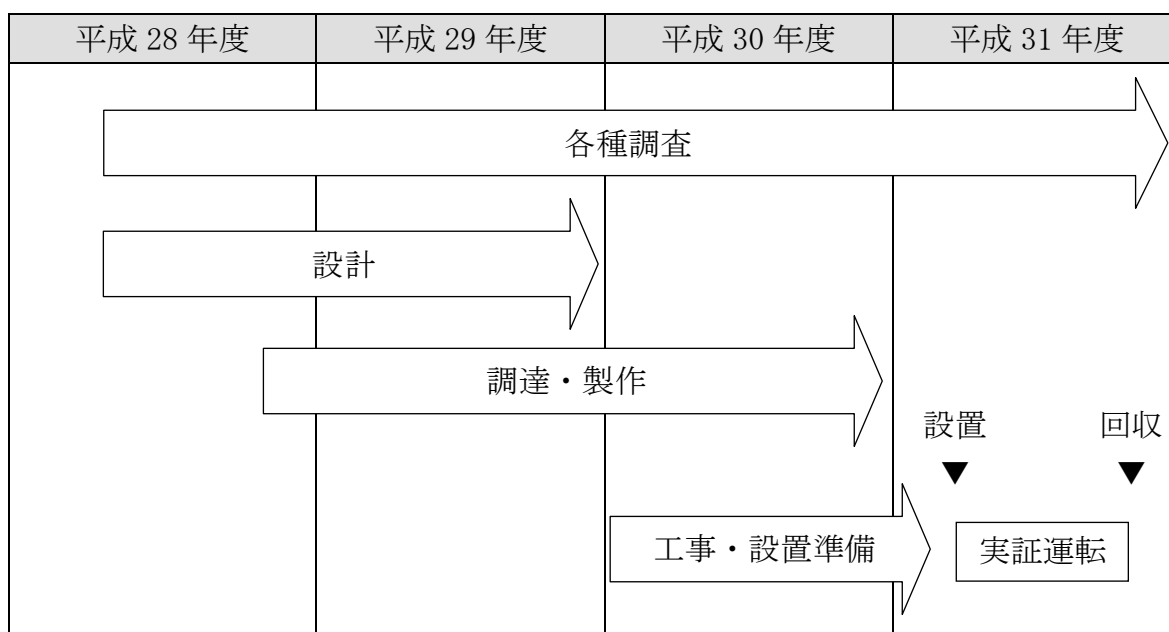 平成 28 年度 平成 29 年度 平成 30 年度 平成 31 年度
各種調査
設計
調達・製作
設置 回収
▼ ▼
工事・設置準備 実証運転